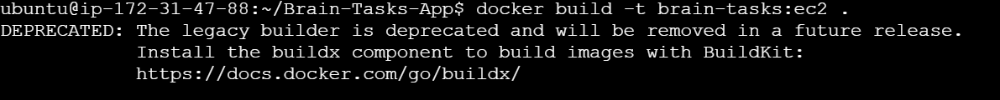 ubuntu@ip-172-31-47-88:~/Brain-Tasks-App$ docker build -t brain-tasks:ec2 .
DEPRECATED: The legacy builder is deprecated and will be removed in a future release.
            Install the buildx component to build images with BuildKit:
            https://docs.docker.com/go/buildx/